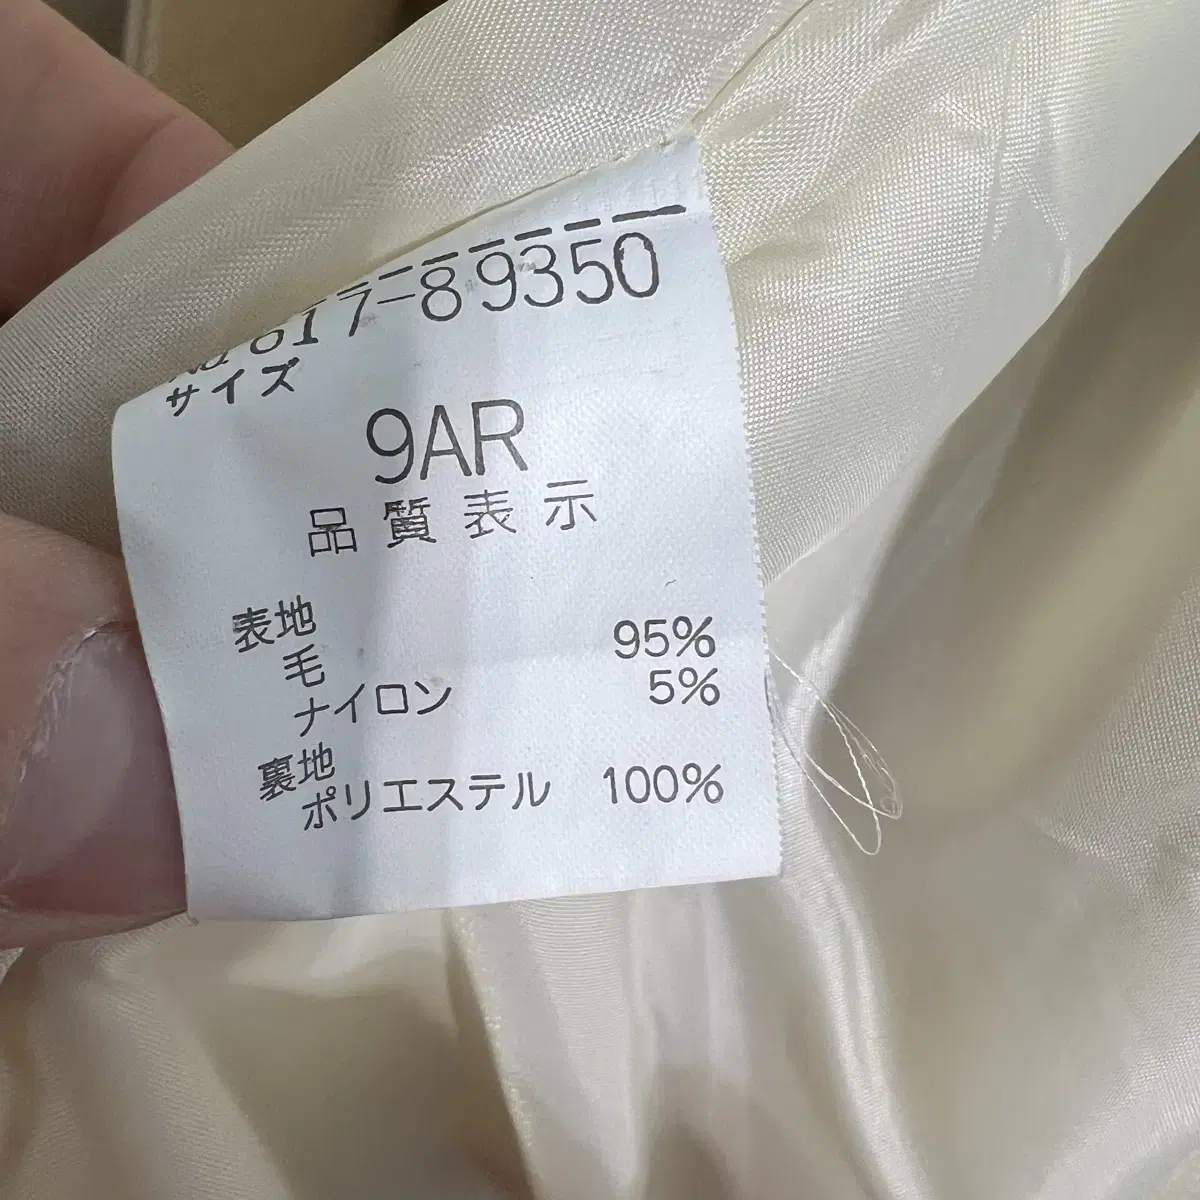 No 617-89350
サイズ
9AR
品質表示
表地
毛 95%
ナイロン 5%
裏地
ポリエステル 100%